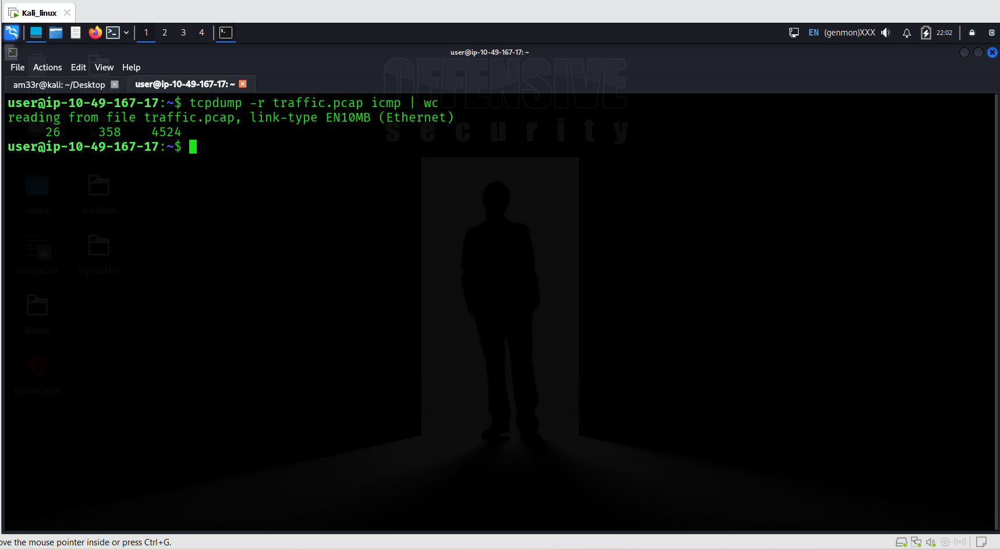 Kali_linux
1 2 3 4 EN (genmon)XXX 22:02
user@ip-10-49-167-17: ~
File Actions Edit View Help
am33r@kali: ~/Desktop user@ip-10-49-167-17: ~
OFFENSIVE
security
user@ip-10-49-167-17:~$ tcpdump -r traffic.pcap icmp | wc
reading from file traffic.pcap, link-type EN10MB (Ethernet)
26 358 4524
user@ip-10-49-167-17:~$
Home wordlists
rockyou.txt TryHackMe
Bandit
thmvm.ovpn
ove the mouse pointer inside or press Ctrl+G.